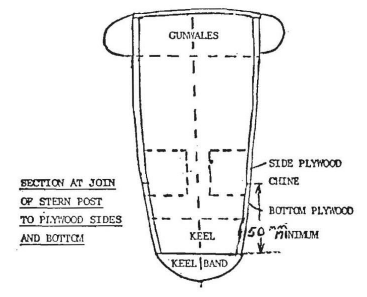 GUNWALES
SIDE PLYWOOD
CHINE
SECTION AT JOIN
OF STERN POST
TO PLYWOOD SIDES
AND BOTTOM
BOTTOM PLYWOOD
KEEL
50 mm MINIMUM
KEEL BAND